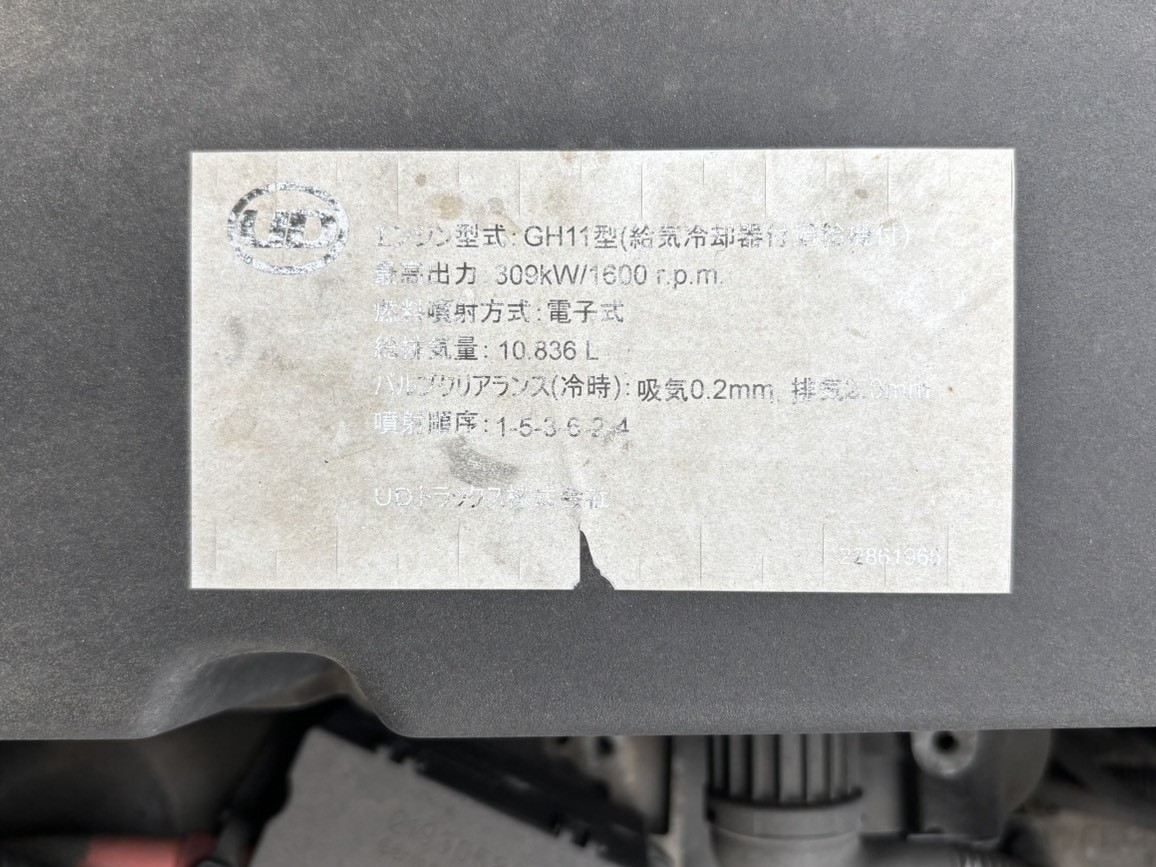 UD
エンジン型式: GH11型(給気冷却器付過給機付)
最高出力 309kW/1600 r.p.m.
燃料噴射方式: 電子式
総排気量: 10.836 L
バルブクリアランス(冷時): 吸気0.2mm, 排気
噴射順序: 1-5-3-6-2-4
UDトラックス株式会社